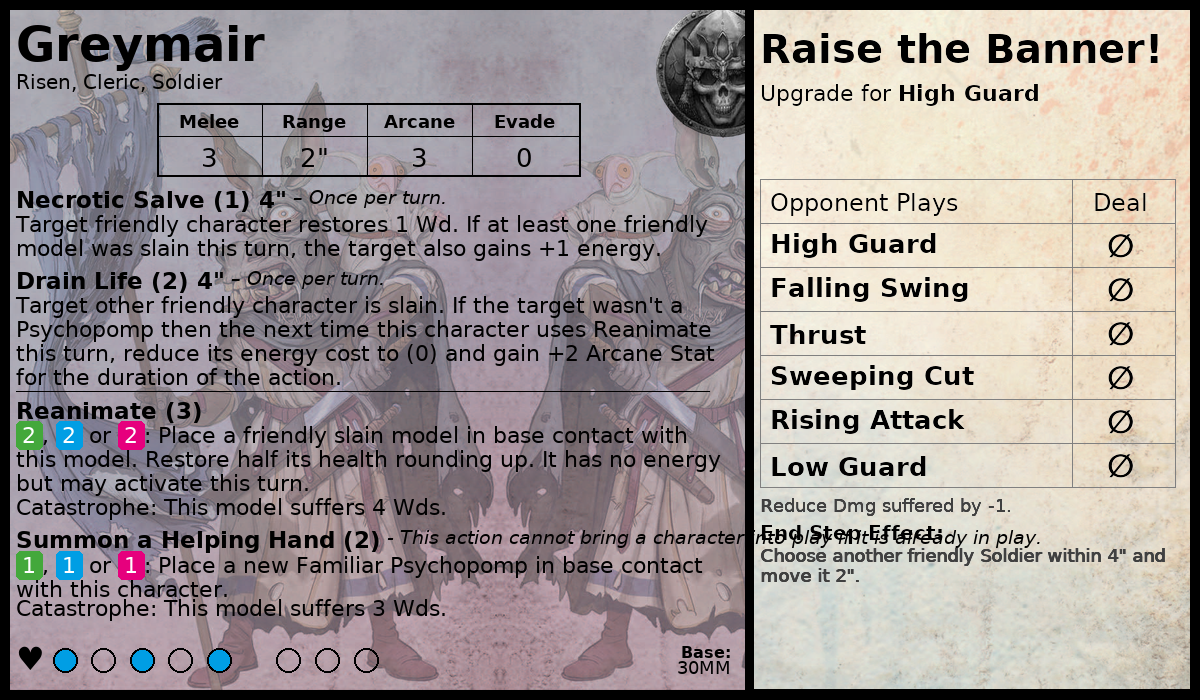 Greymair
Risen, Cleric, Soldier
Melee Range Arcane Evade
3 2" 3 0
Necrotic Salve (1) 4" – Once per turn.
Target friendly character restores 1 Wd. If at least one friendly
model was slain this turn, the target also gains +1 energy.
Drain Life (2) 4" – Once per turn.
Target other friendly character is slain. If the target wasn't a
Psychopomp then the next time this character uses Reanimate
this turn, reduce its energy cost to (0) and gain +2 Arcane Stat
for the duration of the action.
Reanimate (3)
2, 2 or 2: Place a friendly slain model in base contact with
this model. Restore half its health rounding up. It has no energy
but may activate this turn.
Catastrophe: This model suffers 4 Wds.
Summon a Helping Hand (2) - This action cannot bring a character into play if it is already in play.
1, 1 or 1: Place a new Familiar Psychopomp in base contact
with this character.
Catastrophe: This model suffers 3 Wds.
Base:
30MM
Raise the Banner!
Upgrade for High Guard
Opponent Plays Deal
High Guard ∅
Falling Swing ∅
Thrust ∅
Sweeping Cut ∅
Rising Attack ∅
Low Guard ∅
Reduce Dmg suffered by -1.
End Step Effect:
Choose another friendly Soldier within 4" and
move it 2".